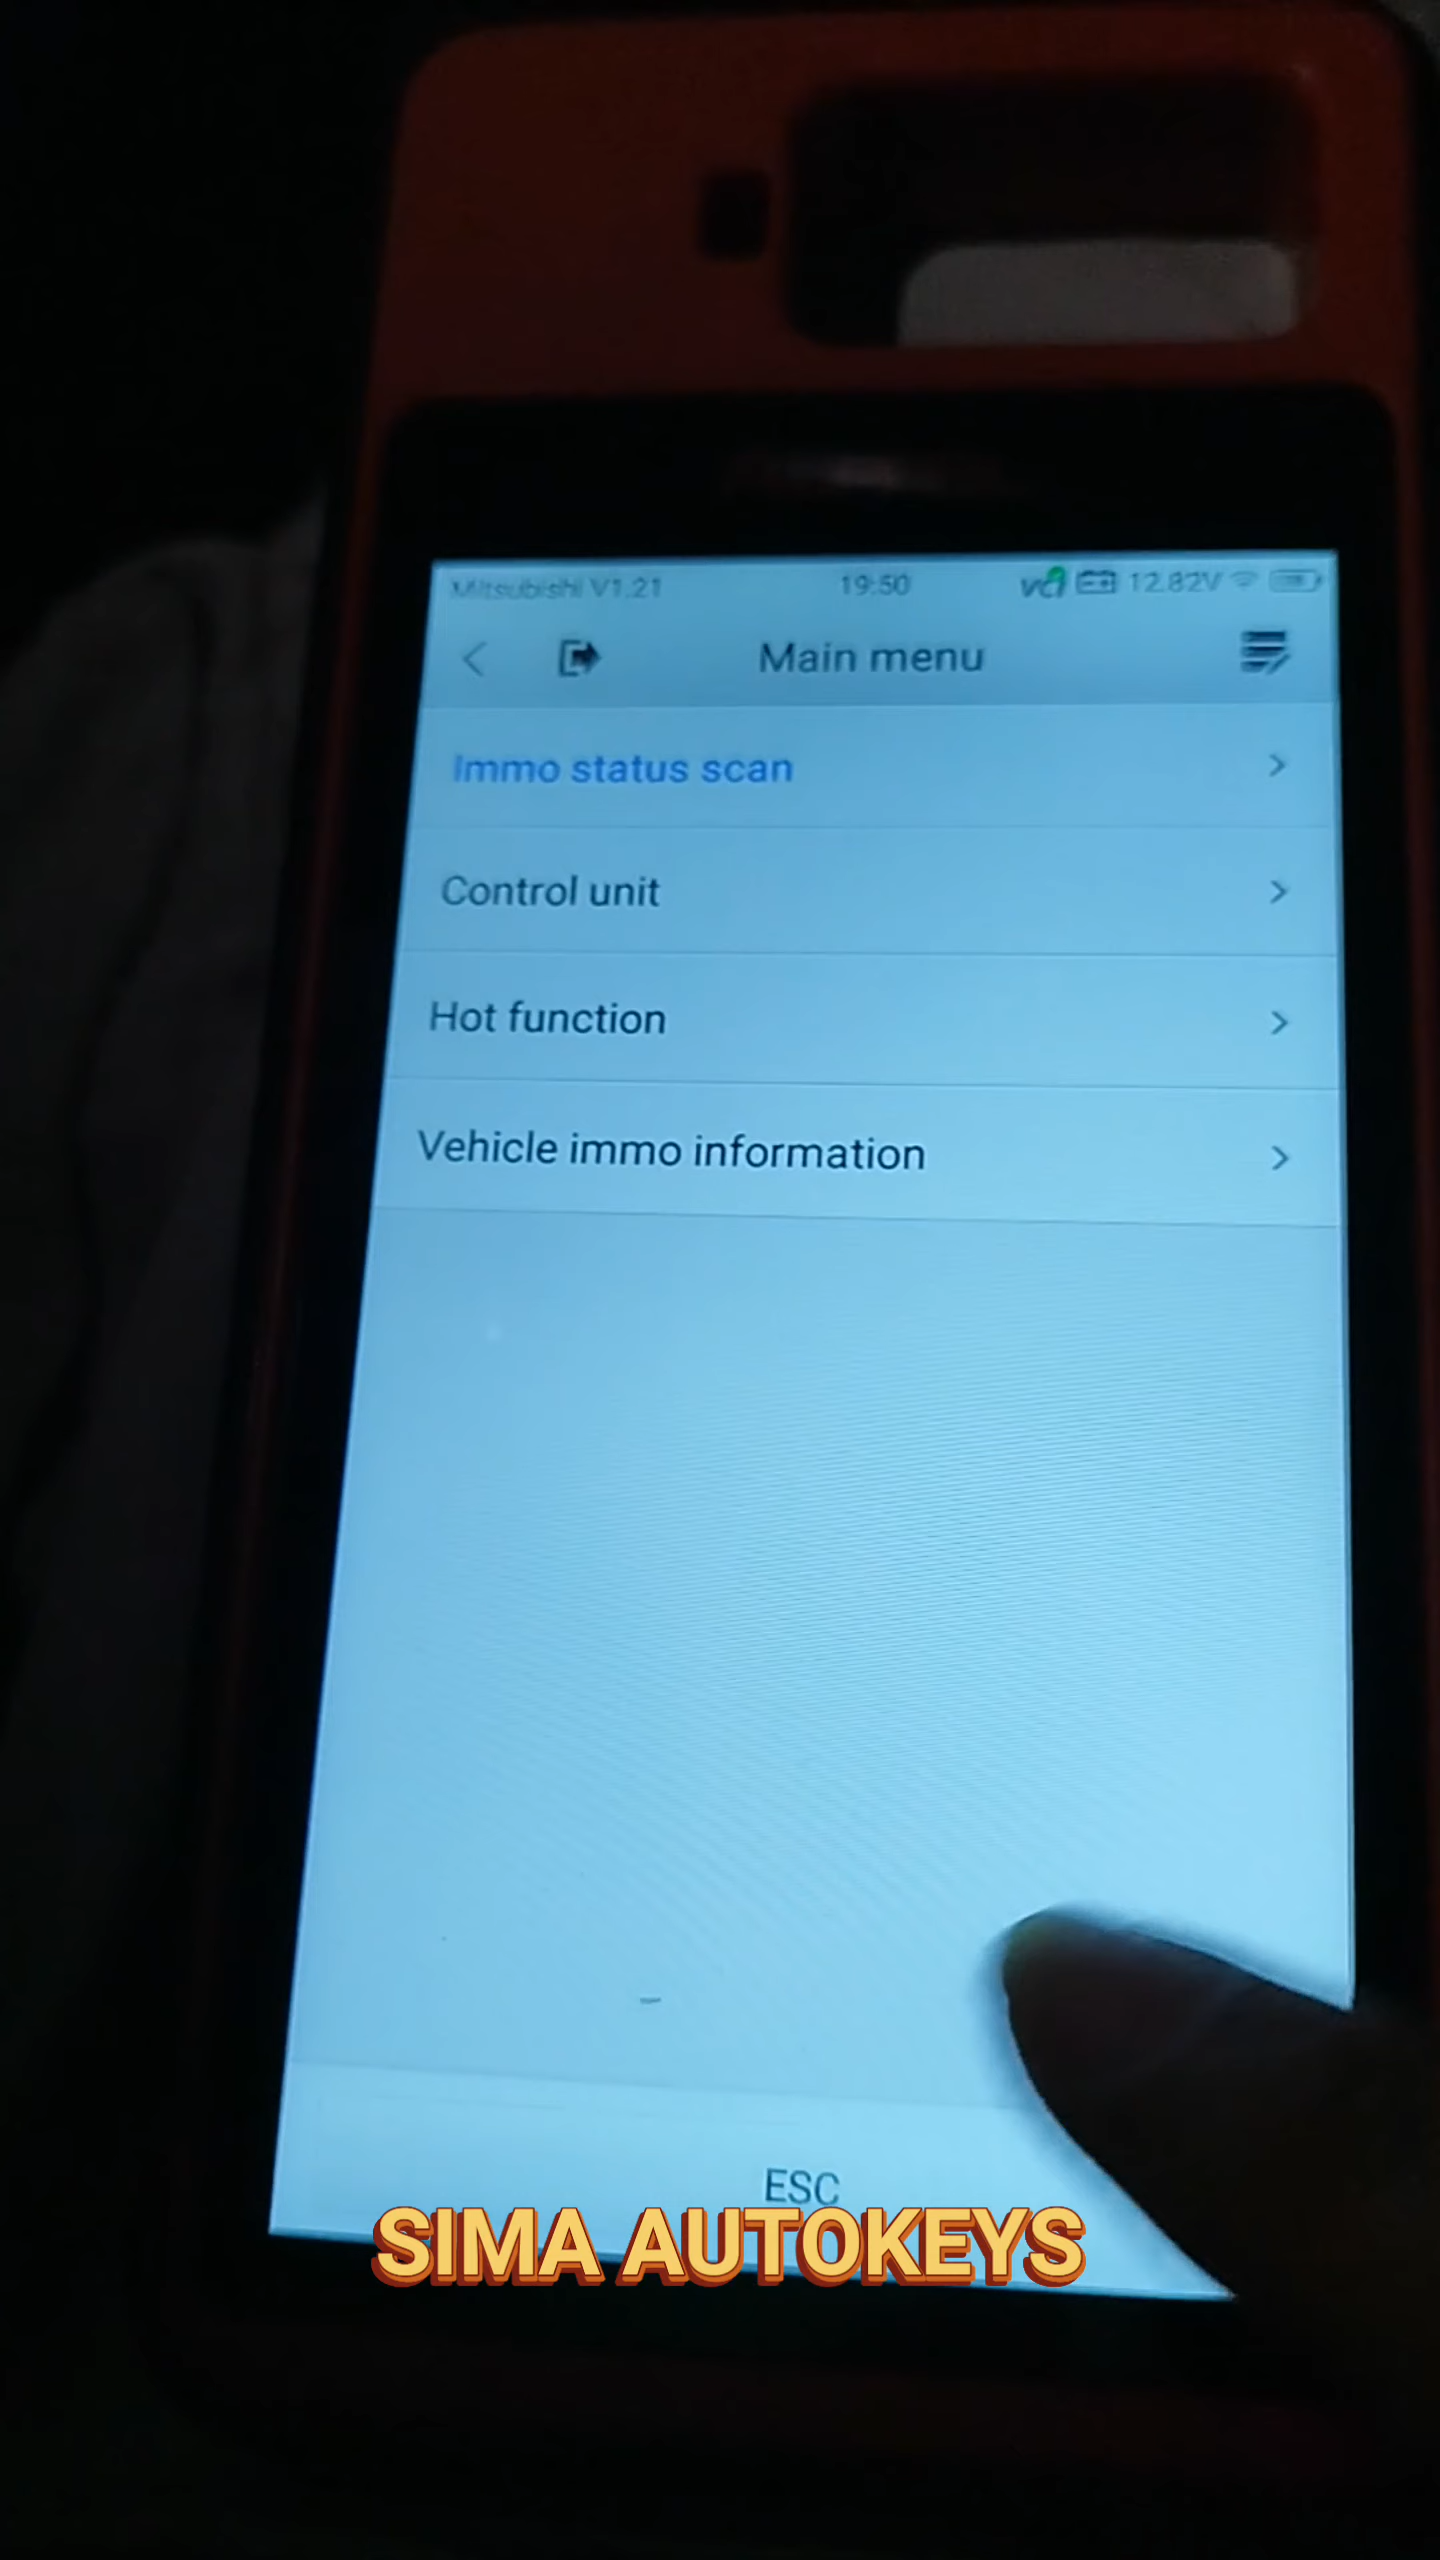 Mitsubishi V1.21 19:50 vci 12.82V
Main menu
Immo status scan
Control unit
Hot function
Vehicle immo information
ESC
SIMA AUTOKEYS